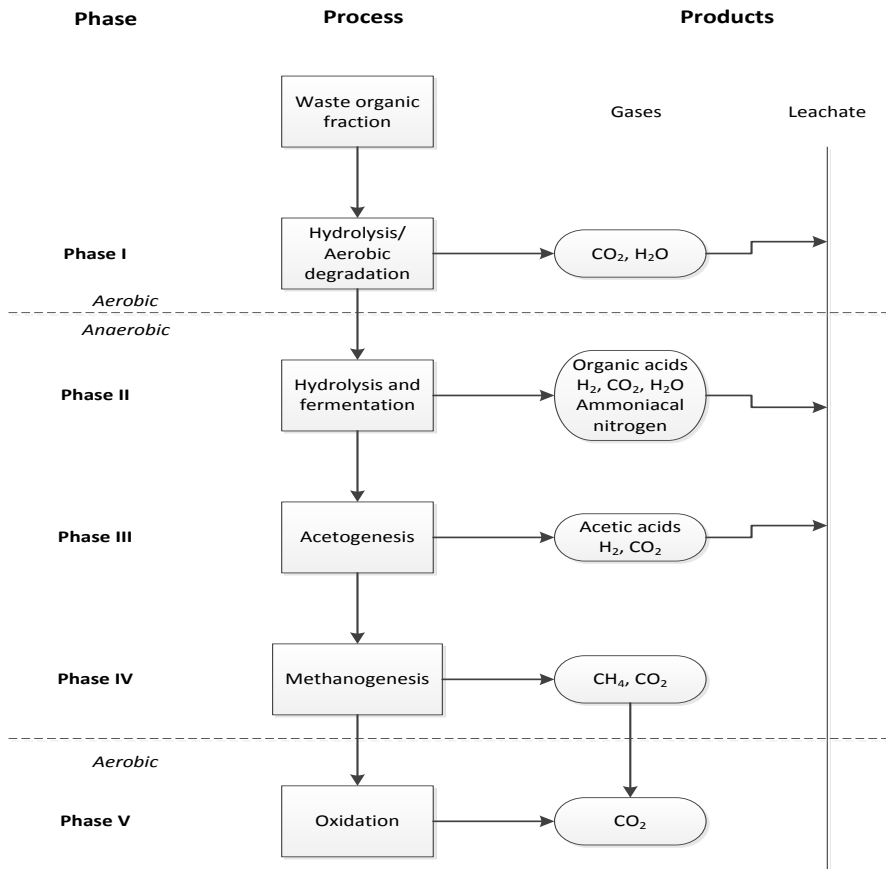 Phase Process Products
Waste organic
fraction
Gases Leachate
Phase I
Hydrolysis/
Aerobic
degradation
CO₂, H₂O
Aerobic
Anaerobic
Phase II
Hydrolysis and
fermentation
Organic acids
H₂, CO₂, H₂O
Ammoniacal
nitrogen
Phase III
Acetogenesis
Acetic acids
H₂, CO₂
Phase IV
Methanogenesis
CH₄, CO₂
Aerobic
Phase V
Oxidation
CO₂